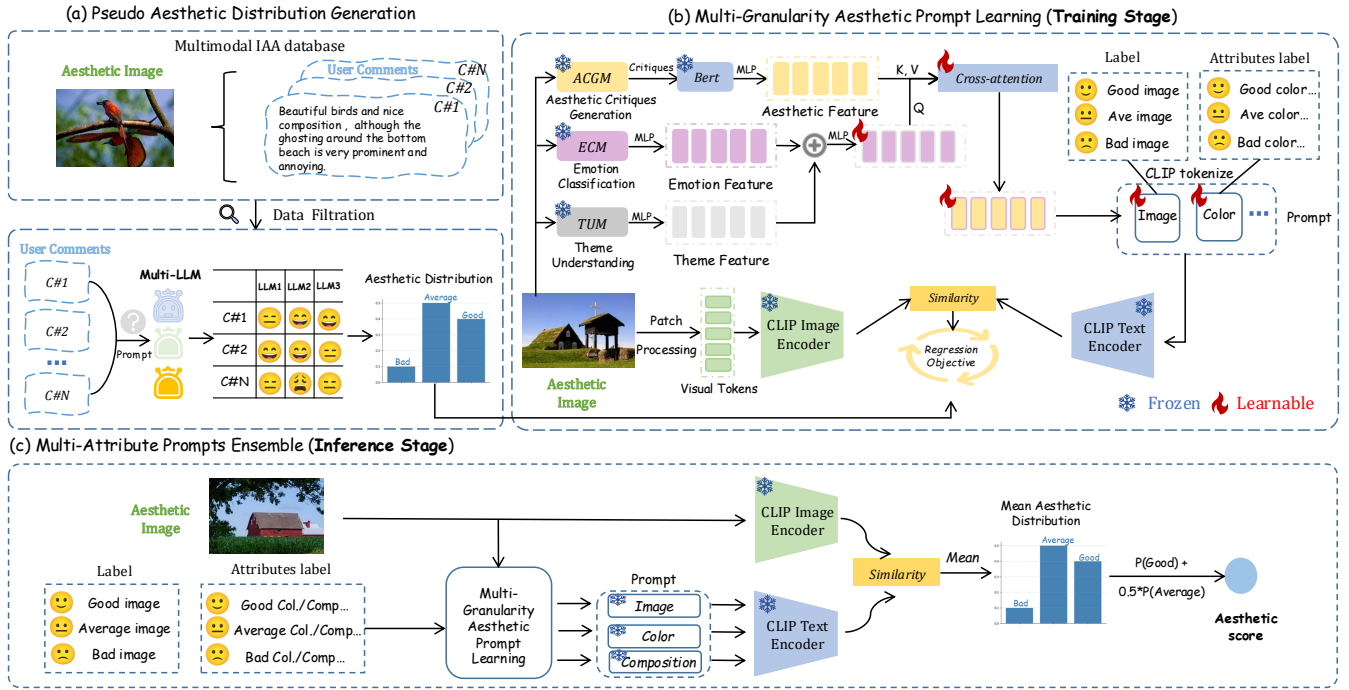 (a) Pseudo Aesthetic Distribution Generation
Multimodal IAA database
Aesthetic Image
User Comments
C#N
C#2
C#1
Beautiful birds and nice
composition , although the
ghosting around the bottom
beach is very prominent and
annoying.
Data Filtration
User Comments
C#1
C#2
...
C#N
?
Prompt
Multi-LLM
LLM1 LLM2 LLM3
C#1
C#2
C#N
Aesthetic Distribution
Average
Good
Bad
(b) Multi-Granularity Aesthetic Prompt Learning (Training Stage)
ACGM
Critiques
Bert
MLP
Aesthetic Critiques
Generation
Aesthetic Feature
K, V
Q
Cross-attention
ECM
MLP
Emotion
Classification
Emotion Feature
MLP
TUM
MLP
Theme
Understanding
Theme Feature
Label
Good image
Ave image
Bad image
Attributes label
Good color...
Ave color...
Bad color...
CLIP tokenize
Image
Color
...
Prompt
Aesthetic
Image
Patch
Processing
Visual Tokens
CLIP Image
Encoder
Similarity
Regression
Objective
CLIP Text
Encoder
Frozen
Learnable
(c) Multi-Attribute Prompts Ensemble (Inference Stage)
Aesthetic
Image
Label
Good image
Average image
Bad image
Attributes label
Good Col./Comp...
Average Col./Comp...
Bad Col./Comp...
Multi-
Granularity
Aesthetic
Prompt
Learning
Prompt
Image
Color
Composition
CLIP Image
Encoder
CLIP Text
Encoder
Similarity
Mean
Mean Aesthetic
Distribution
Average
Good
Bad
P(Good) +
0.5*P(Average)
Aesthetic
score